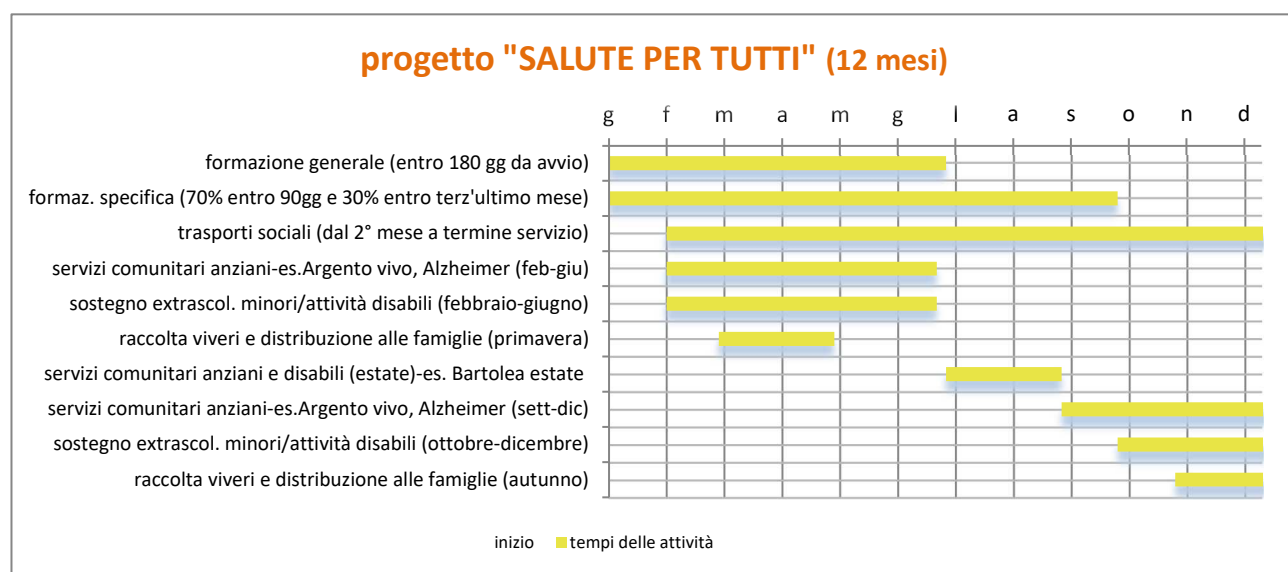 progetto "SALUTE PER TUTTI" (12 mesi)
g f m a m g l a s o n d
formazione generale (entro 180 gg da avvio)
formaz. specifica (70% entro 90gg e 30% entro terz'ultimo mese)
trasporti sociali (dal 2° mese a termine servizio)
servizi comunitari anziani-es.Argento vivo, Alzheimer (feb-giu)
sostegno extrascol. minori/attività disabili (febbraio-giugno)
raccolta viveri e distribuzione alle famiglie (primavera)
servizi comunitari anziani e disabili (estate)-es. Bartolea estate
servizi comunitari anziani-es.Argento vivo, Alzheimer (sett-dic)
sostegno extrascol. minori/attività disabili (ottobre-dicembre)
raccolta viveri e distribuzione alle famiglie (autunno)
inizio tempi delle attività